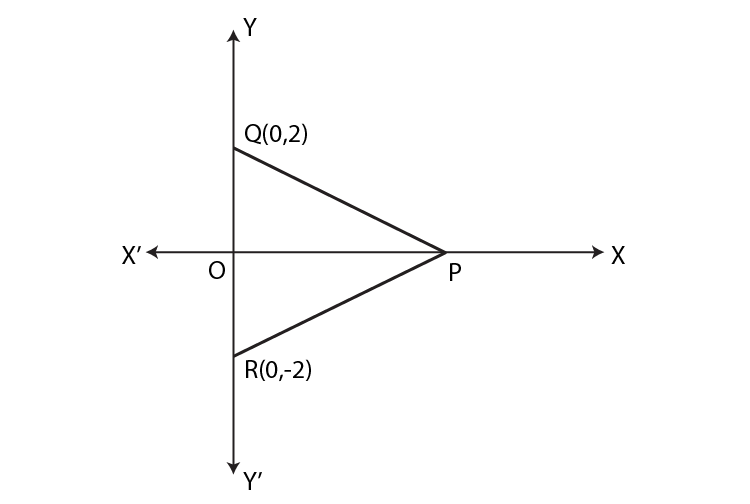 Y
Q(0,2)
X’
X
O
P
R(0,-2)
Y’